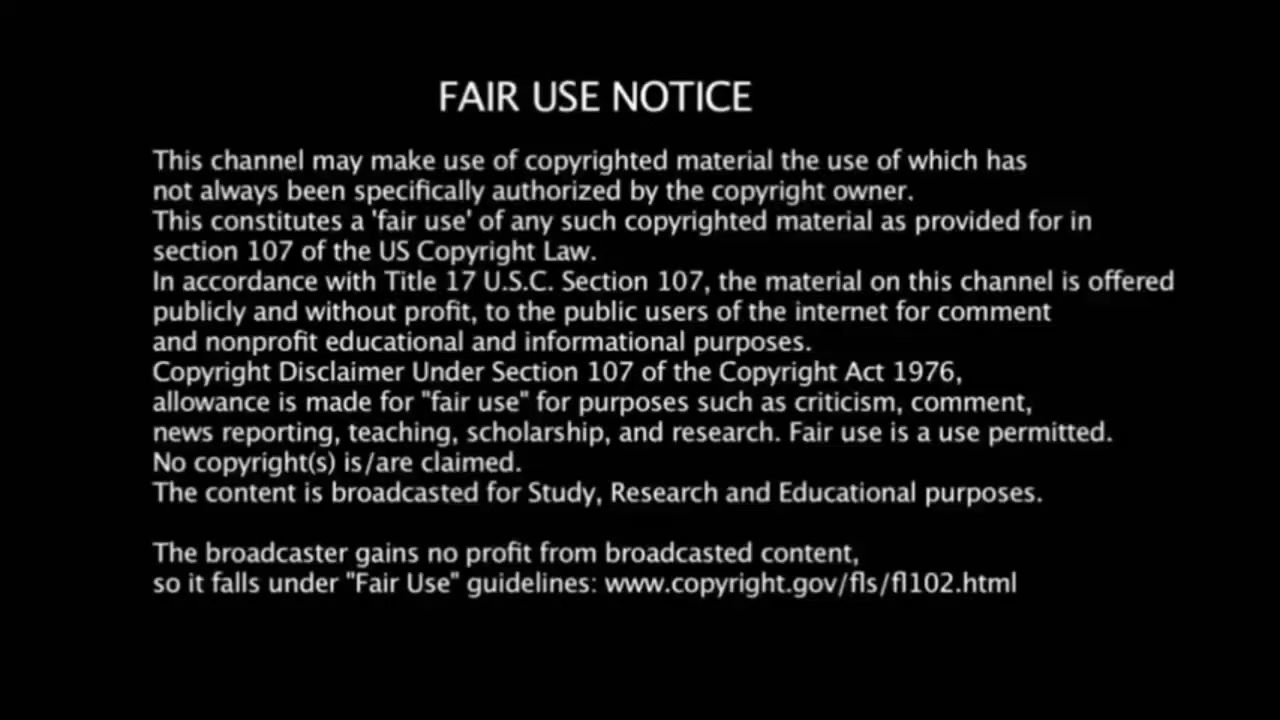 FAIR USE NOTICE
This channel may make use of copyrighted material the use of which has
not always been specifically authorized by the copyright owner.
This constitutes a 'fair use' of any such copyrighted material as provided for in
section 107 of the US Copyright Law.
In accordance with Title 17 U.S.C. Section 107, the material on this channel is offered
publicly and without profit, to the public users of the internet for comment
and nonprofit educational and informational purposes.
Copyright Disclaimer Under Section 107 of the Copyright Act 1976,
allowance is made for "fair use" for purposes such as criticism, comment,
news reporting, teaching, scholarship, and research. Fair use is a use permitted.
No copyright(s) is/are claimed.
The content is broadcasted for Study, Research and Educational purposes.
The broadcaster gains no profit from broadcasted content,
so it falls under "Fair Use" guidelines: www.copyright.gov/fls/fl102.html